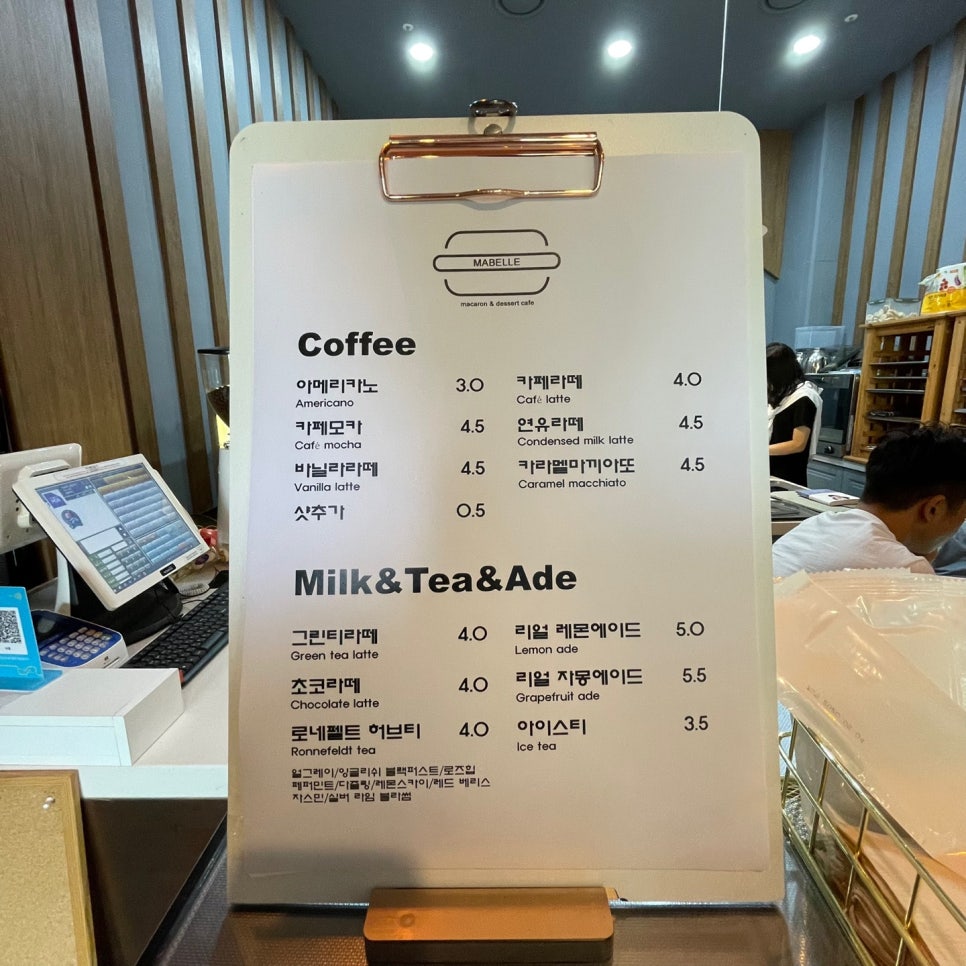 MABELLE
macaron & dessert cafe
Coffee
아메리카노 3.0
Americano
카페라떼 4.0
Café latte
카페모카 4.5
Café mocha
연유라떼 4.5
Condensed milk latte
바닐라라떼 4.5
Vanilla latte
카라멜마끼아또 4.5
Caramel macchiato
샷추가 0.5
Milk&Tea&Ade
그린티라떼 4.0
Green tea latte
리얼 레몬에이드 5.0
Lemon ade
초코라떼 4.0
Chocolate latte
리얼 자몽에이드 5.5
Grapefruit ade
로네펠트 허브티 4.0
Ronnefeldt tea
아이스티 3.5
Ice tea
얼그레이/잉글리쉬 블랙퍼스트/로즈힙
페퍼민트/다즐링/레몬스카이/레드 베리스
자스민/실버 라임 블라썸